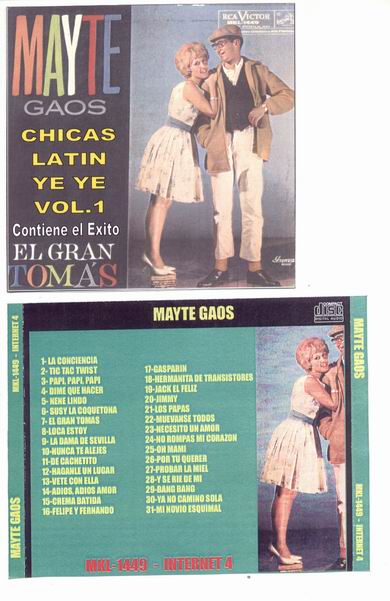 MAYTE
GAOS
CHICAS
LATIN
YE YE
VOL.1
Contiene el Exito
EL GRAN
TOMÁS
RCA VICTOR
MKL-1449
MAYTE GAOS
COMPACT
disc
DIGITAL AUDIO
MKL-1449 - INTERNET 4
MAYTE GAOS
1- LA CONCIENCIA
2- TIC TAC TWIST
3- PAPI, PAPI, PAPI
4- DIME QUE HACER
5- NENE LINDO
6- SUSY LA COQUETONA
7- EL GRAN TOMAS
8-LOCA ESTOY
9- LA DAMA DE SEVILLA
10- NUNCA TE ALEJES
11- DE CACHETITO
12- HAGANLE UN LUGAR
13- VETE CON ELLA
14- ADIOS, ADIOS AMOR
15- CREMA BATIDA
16- FELIPE Y FERNANDO
17-GASPARIN
18- HERMANITA DE TRANSISTORES
19- JACK EL FELIZ
20- JIMMY
21- LOS PAPAS
22- MUEVANSE TODOS
23- NECESITO UN AMOR
24- NO ROMPAS MI CORAZON
25- OH MAMI
26- POR TU QUERER
27- PROBAR LA MIEL
28- Y SE RIE DE MI
29- BANG BANG
30- YA NO CAMINO SOLA
31- MI NOVIO ESQUIMAL
MAYTE GAOS
MKL-1449 - INTERNET 4
MKL-1449 - INTERNET 4